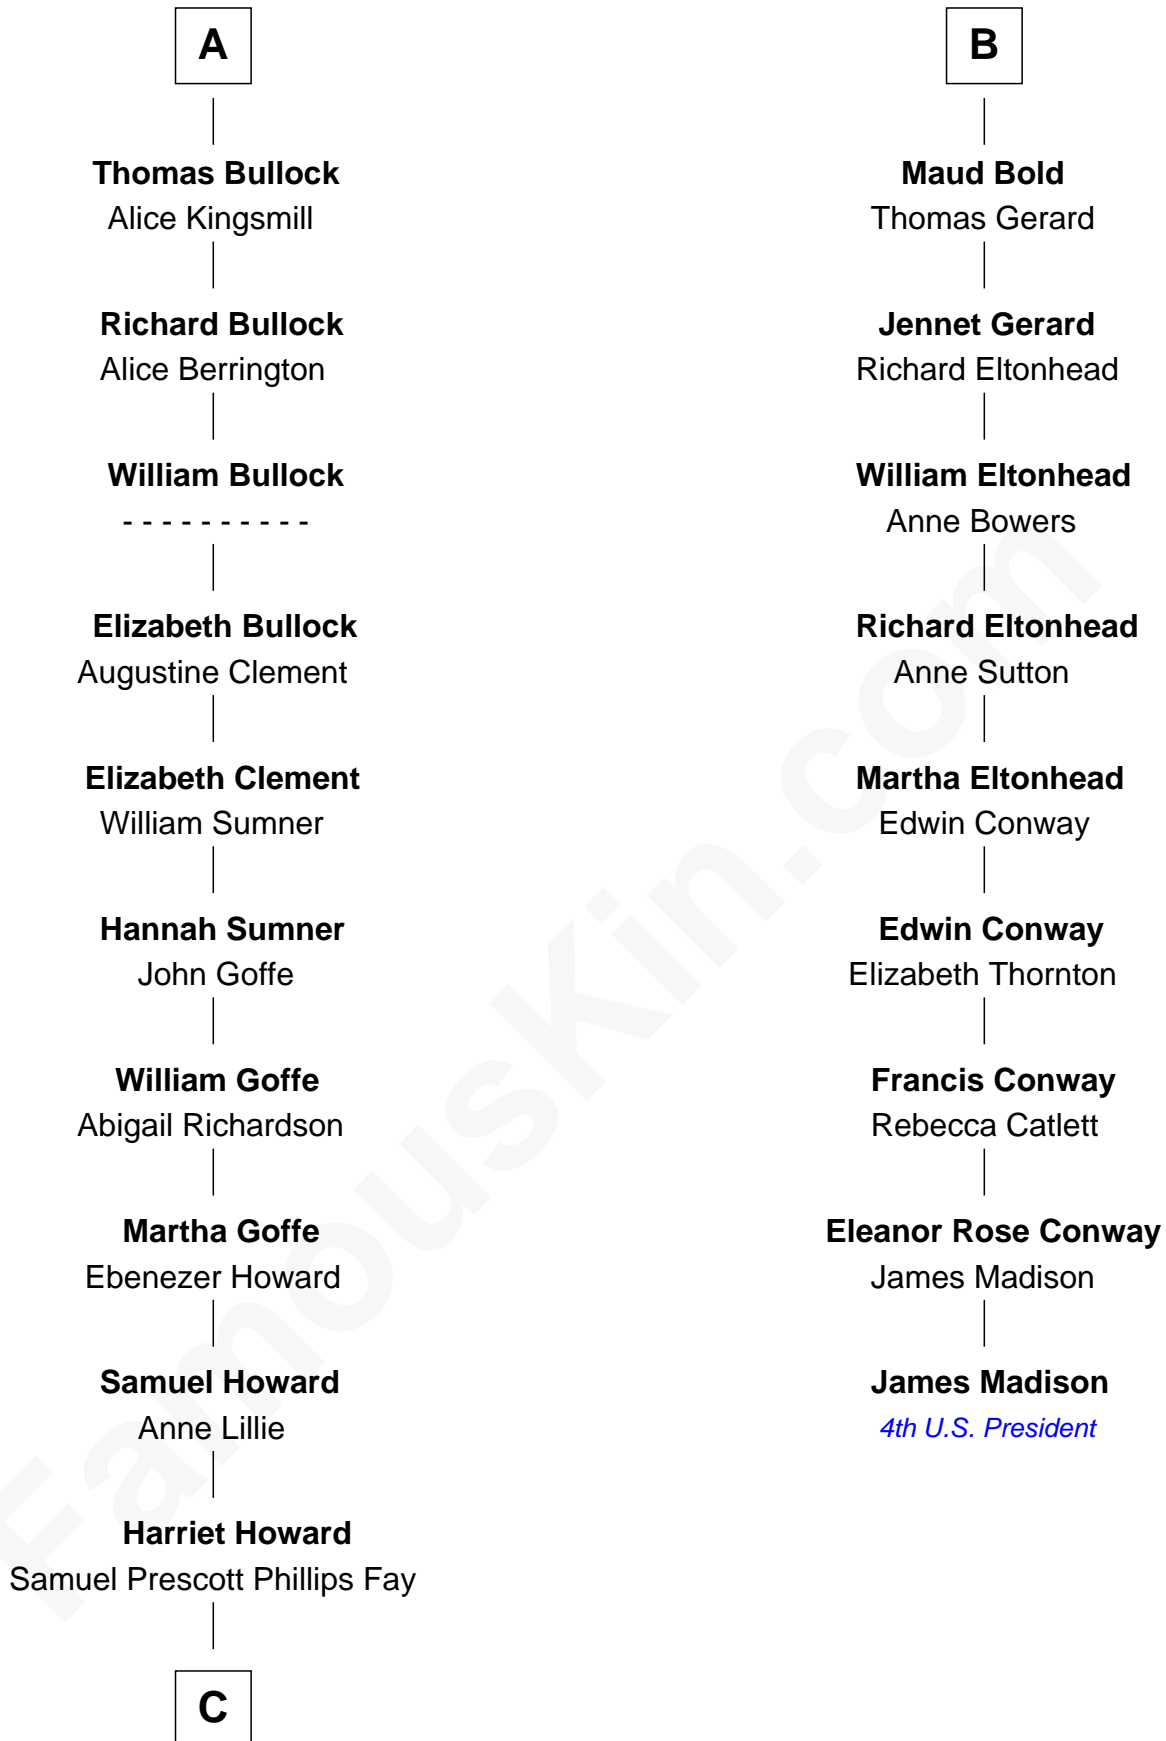 A
Thomas Bullock
Alice Kingsmill
Richard Bullock
Alice Berrington
William Bullock
- - - - - - - - - -
Elizabeth Bullock
Augustine Clement
Elizabeth Clement
William Sumner
Hannah Sumner
John Goffe
William Goffe
Abigail Richardson
Martha Goffe
Ebenezer Howard
Samuel Howard
Anne Lillie
Harriet Howard
Samuel Prescott Phillips Fay
C
B
Maud Bold
Thomas Gerard
Jennet Gerard
Richard Eltonhead
William Eltonhead
Anne Bowers
Richard Eltonhead
Anne Sutton
Martha Eltonhead
Edwin Conway
Edwin Conway
Elizabeth Thornton
Francis Conway
Rebecca Catlett
Eleanor Rose Conway
James Madison
James Madison
4th U.S. President
FamousKin.com